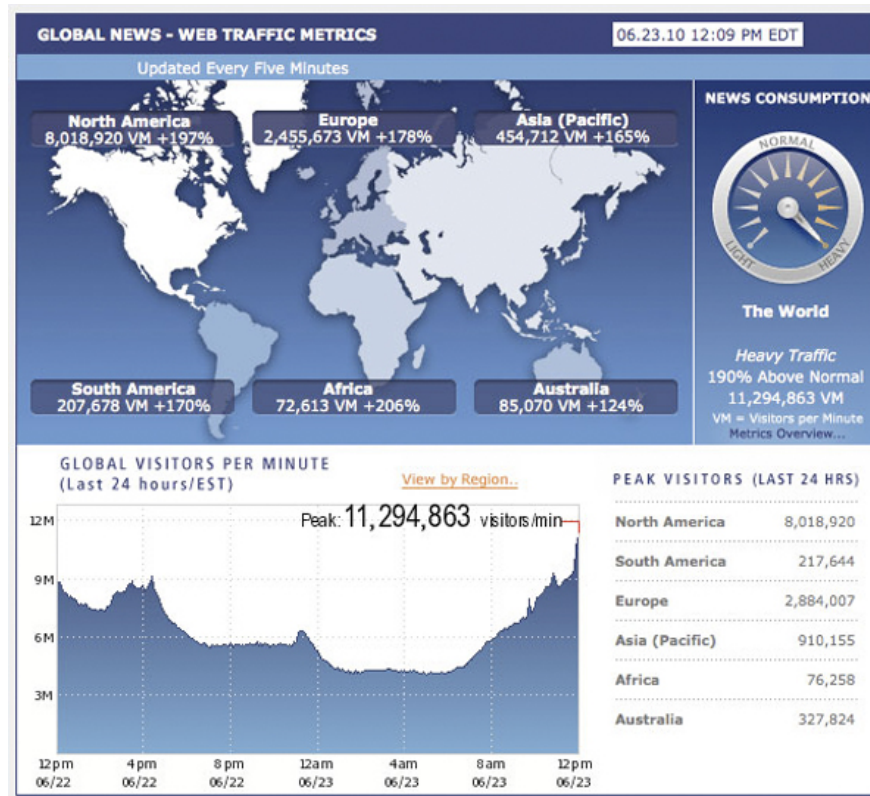 GLOBAL NEWS - WEB TRAFFIC METRICS
06.23.10 12:09 PM EDT
Updated Every Five Minutes
North America
8,018,920 VM +197%
Europe
2,455,673 VM +178%
Asia (Pacific)
454,712 VM +165%
South America
207,678 VM +170%
Africa
72,613 VM +206%
Australia
85,070 VM +124%
NEWS CONSUMPTION
NORMAL
LIGHT
HEAVY
The World
Heavy Traffic
190% Above Normal
11,294,863 VM
VM = Visitors per Minute
Metrics Overview...
GLOBAL VISITORS PER MINUTE
(Last 24 hours/EST)
View by Region..
Peak: 11,294,863 visitors/min
12M
9M
6M
3M
12pm 4pm 8pm 12am 4am 8am 12pm
06/22 06/22 06/22 06/23 06/23 06/23 06/23
PEAK VISITORS (LAST 24 HRS)
North America 8,018,920
South America 217,644
Europe 2,884,007
Asia (Pacific) 910,155
Africa 76,258
Australia 327,824